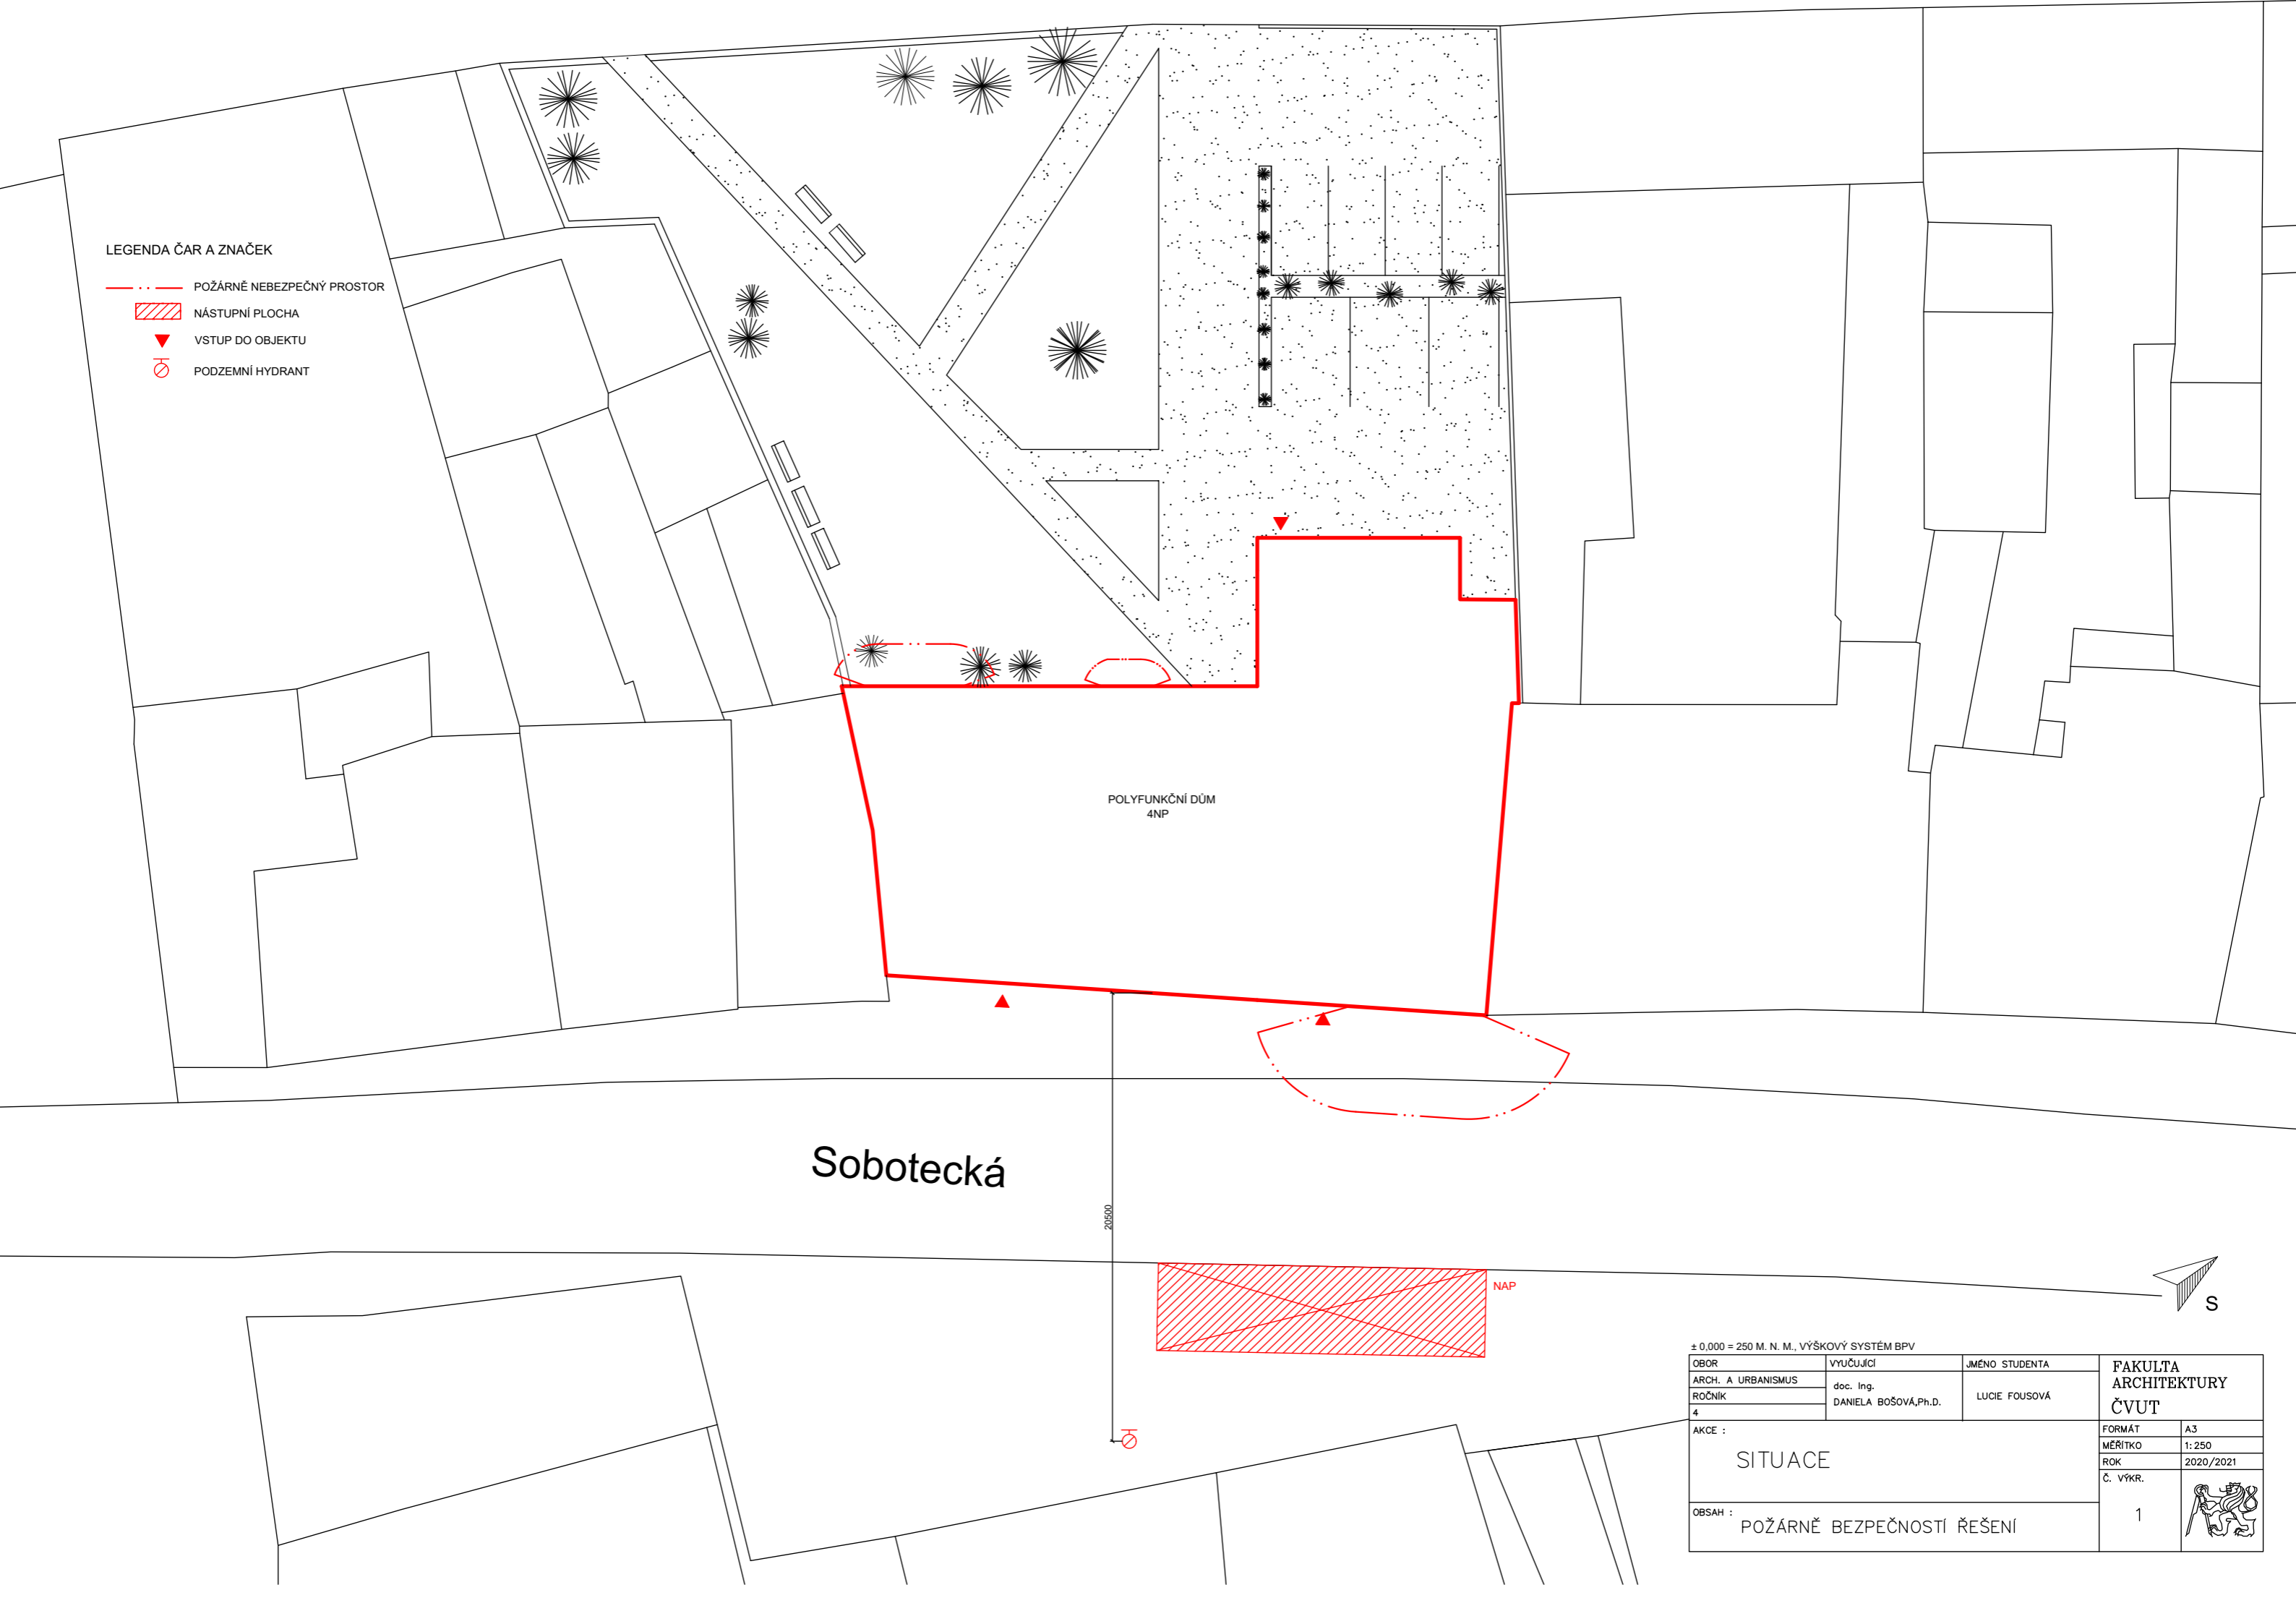 LEGENDA ČAR A ZNAČEK
POŽÁRNĚ NEBEZPEČNÝ PROSTOR
NÁSTUPNÍ PLOCHA
VSTUP DO OBJEKTU
PODZEMNÍ HYDRANT
POLYFUNKČNÍ DŮM
4NP
Sobotecká
20500
NAP
S
± 0,000 = 250 M. N. M., VÝŠKOVÝ SYSTÉM BPV
OBOR
ARCH. A URBANISMUS
ROČNÍK
4
VYUČUJÍCÍ
doc. Ing.
DANIELA BOŠOVÁ,Ph.D.
JMÉNO STUDENTA
LUCIE FOUSOVÁ
FAKULTA
ARCHITEKTURY
ČVUT
AKCE :
SITUACE
FORMÁT A3
MĚŘÍTKO 1:250
ROK 2020/2021
Č. VÝKR.
1
OBSAH :
POŽÁRNĚ BEZPEČNOSTÍ ŘEŠENÍ